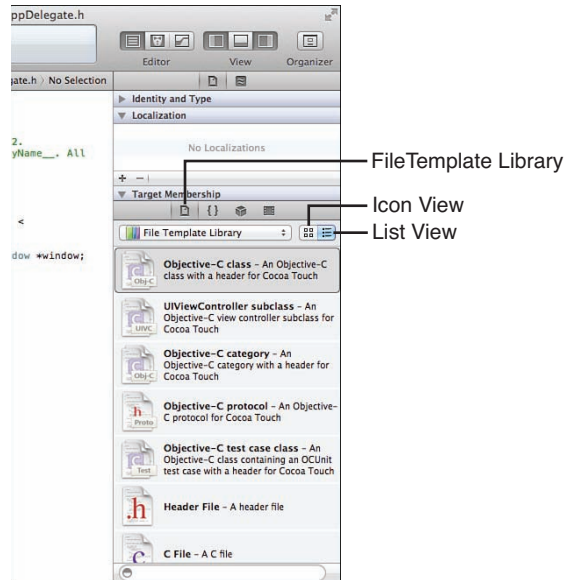 ppDelegate.h
Editor
View
Organizer
gate.h
No Selection
Identity and Type
Localization
2.
yName__. All
No Localizations
FileTemplate Library
+ −
Target Membership
{}
Icon View
<
File Template Library
List View
dow *window;
Objective-C class – An Objective-C
class with a header for Cocoa Touch
Obj-C
UIViewController subclass – An
Objective-C view controller subclass for
Cocoa Touch
UIVC
Objective-C category – An
Objective-C category with a header for
Cocoa Touch
Obj-C
Objective-C protocol – An Objective-
C protocol for Cocoa Touch
h
Proto
Objective-C test case class – An
Objective-C class containing an OCUnit
test case with a header for Cocoa Touch
C
Test
.h
Header File – A header file
C
C File – A C file